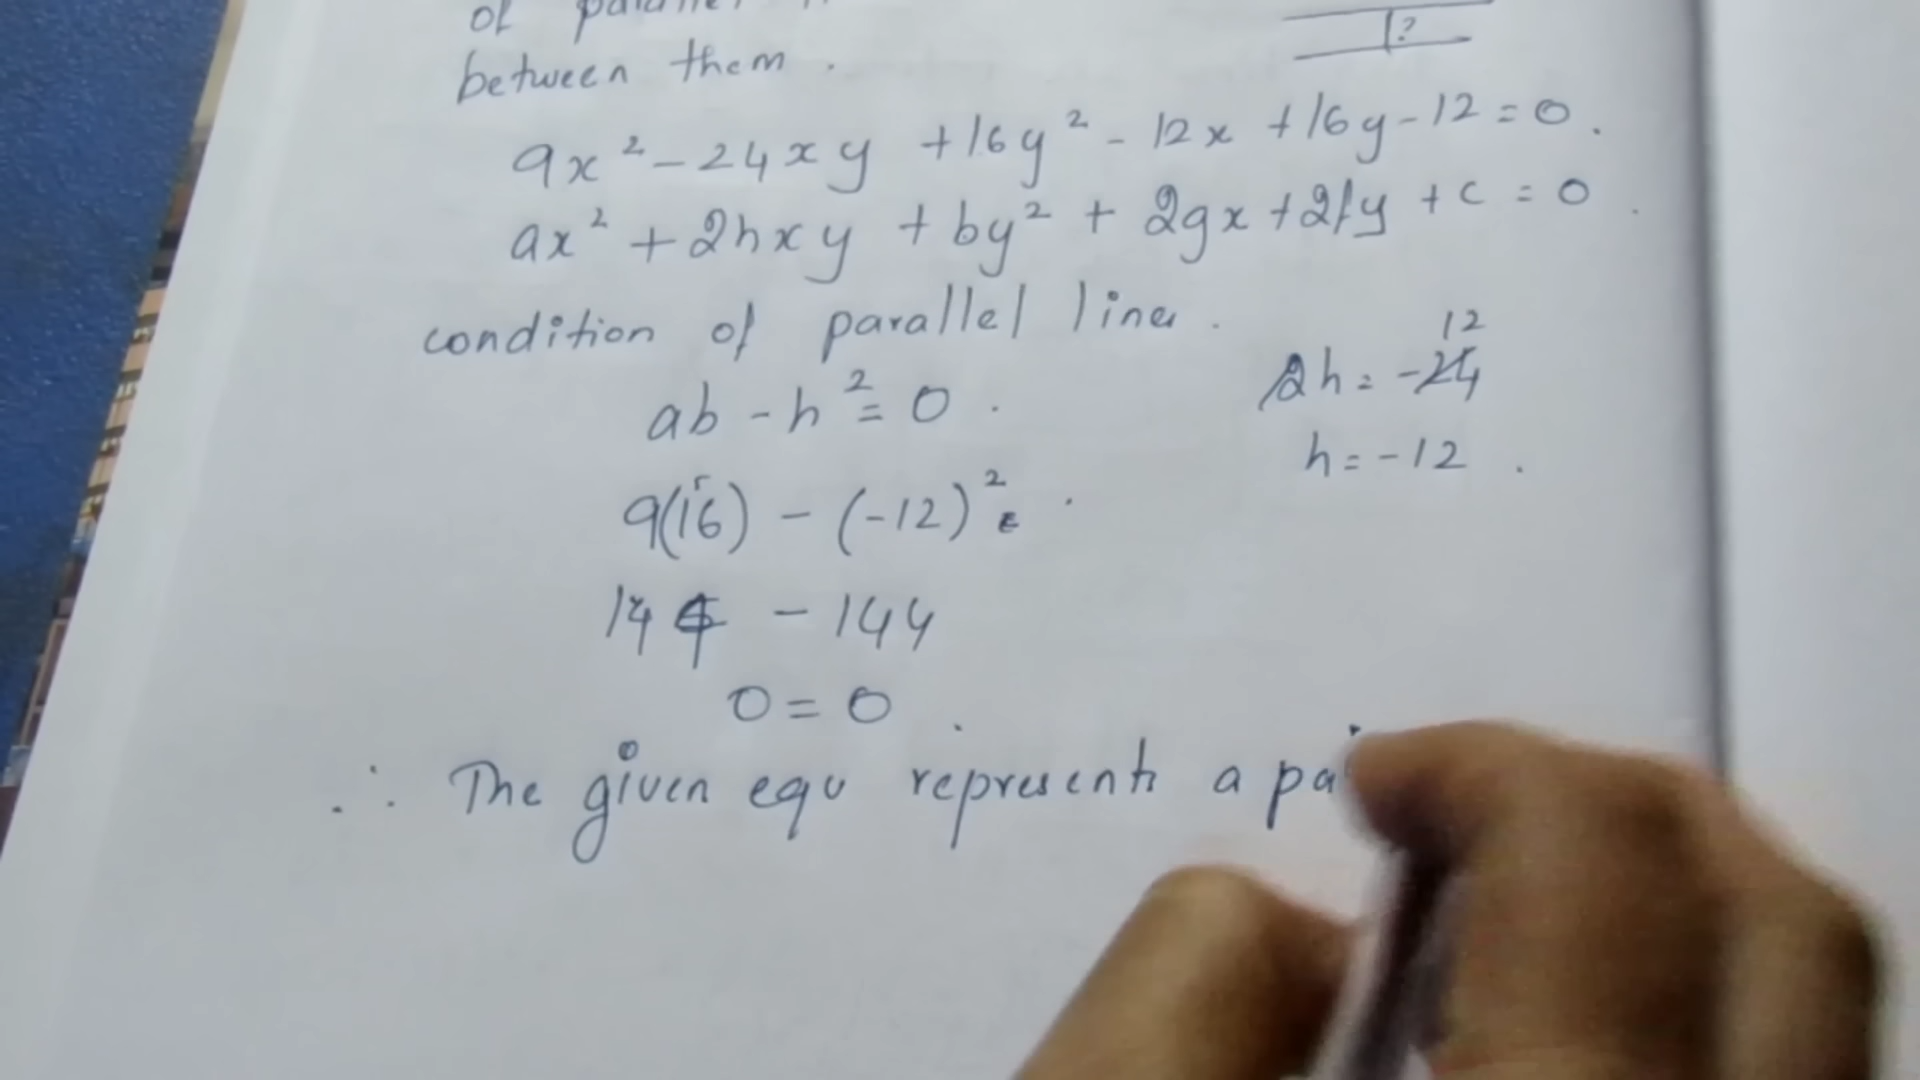 of
between them.
?
9x² - 24xy + 16y² - 12x + 16y - 12 = 0.
ax² + 2hxy + by² + 2gx + 2fy + c = 0.
condition of parallel lines.
ab - h² = 0.
2h = -24
12
h = -12.
9(16) - (-12)²
144 - 144
0 = 0.
∴ The given equ represents a pai